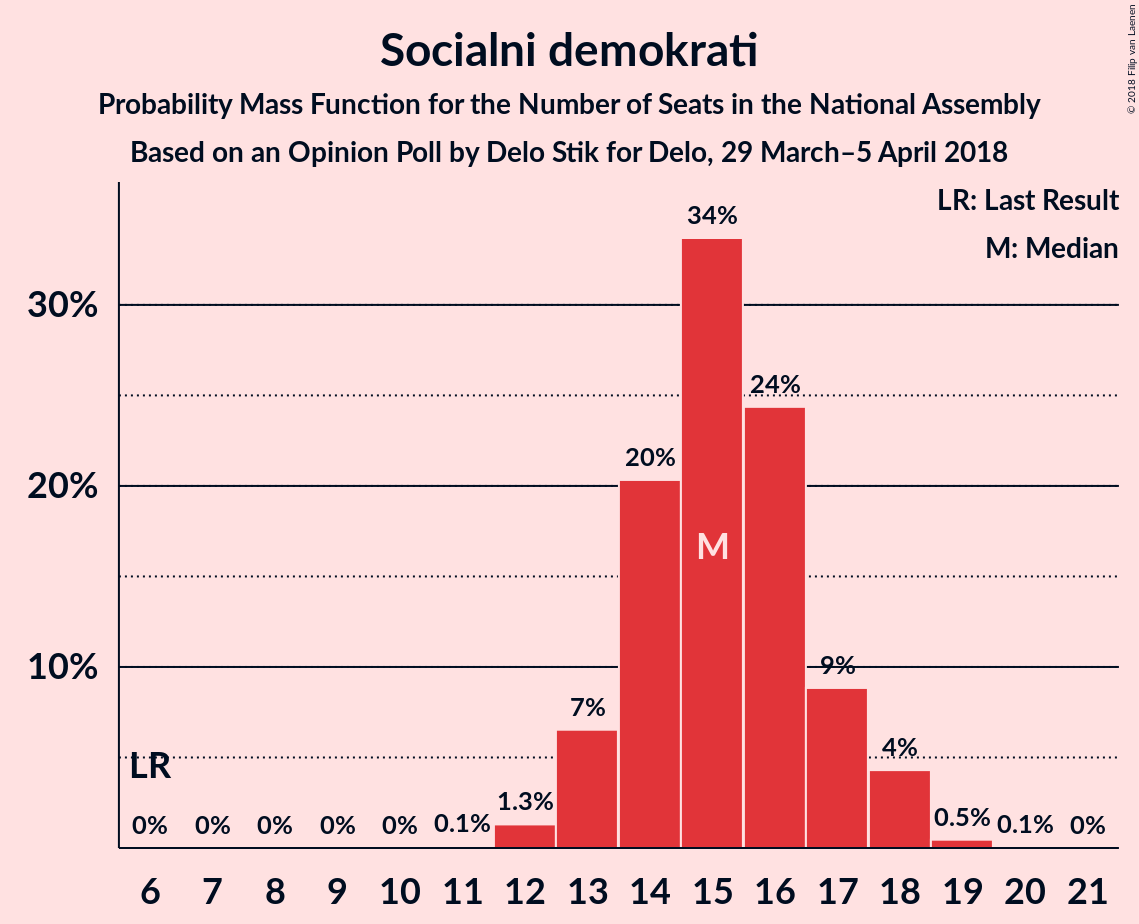 Socialni demokrati
Probability Mass Function for the Number of Seats in the National Assembly
Based on an Opinion Poll by Delo Stik for Delo, 29 March–5 April 2018
© 2018 Filip van Laenen
LR: Last Result
M: Median
34%
30%
24%
20%
20%
M
10%
9%
7%
4%
LR
0% 0% 0% 0% 0% 0.1% 1.3% 0.5% 0.1% 0%
6 7 8 9 10 11 12 13 14 15 16 17 18 19 20 21